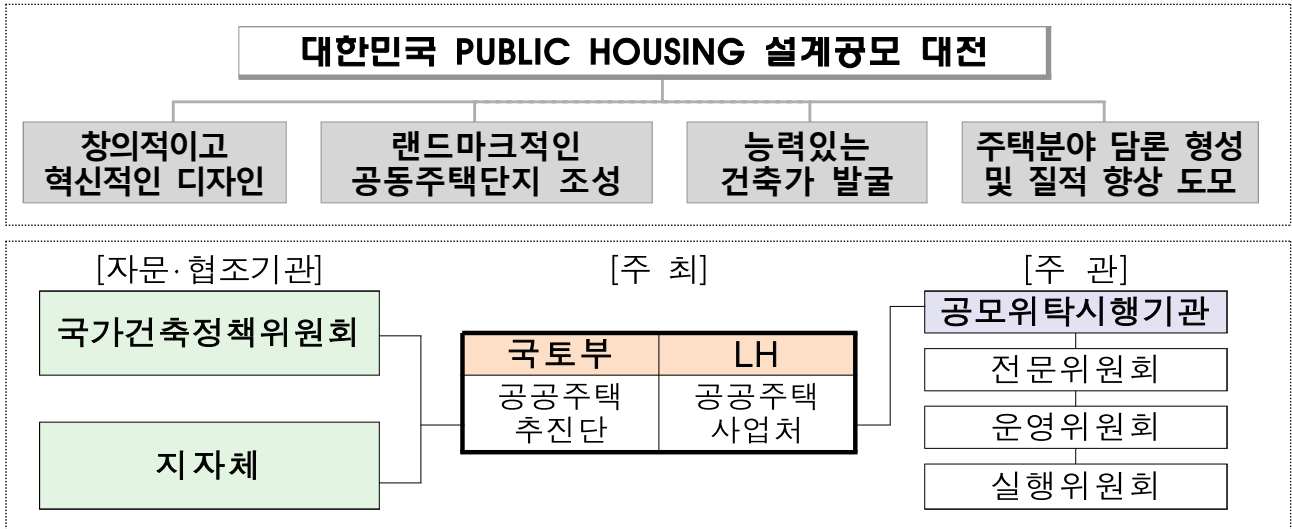 대한민국 PUBLIC HOUSING 설계공모 대전
창의적이고
혁신적인 디자인
랜드마크적인
공동주택단지 조성
능력있는
건축가 발굴
주택분야 담론 형성
및 질적 향상 도모
[자문·협조기관]
국가건축정책위원회
지자체
[주 최]
국토부
공공주택
추진단
LH
공공주택
사업처
[주 관]
공모위탁시행기관
전문위원회
운영위원회
실행위원회